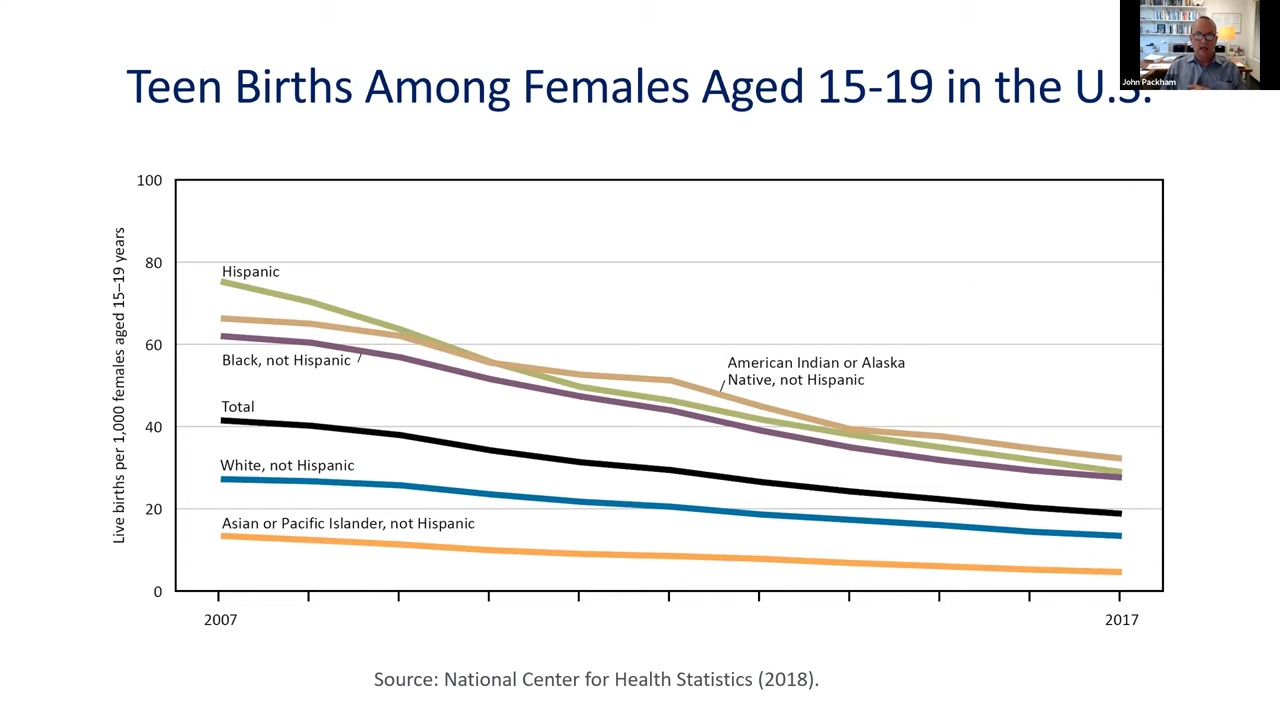 Teen Births Among Females Aged 15-19 in the U.S.
John Packham
Live births per 1,000 females aged 15–19 years
100
80
60
40
20
0
Hispanic
Black, not Hispanic
American Indian or Alaska
Native, not Hispanic
Total
White, not Hispanic
Asian or Pacific Islander, not Hispanic
2007
2017
Source: National Center for Health Statistics (2018).